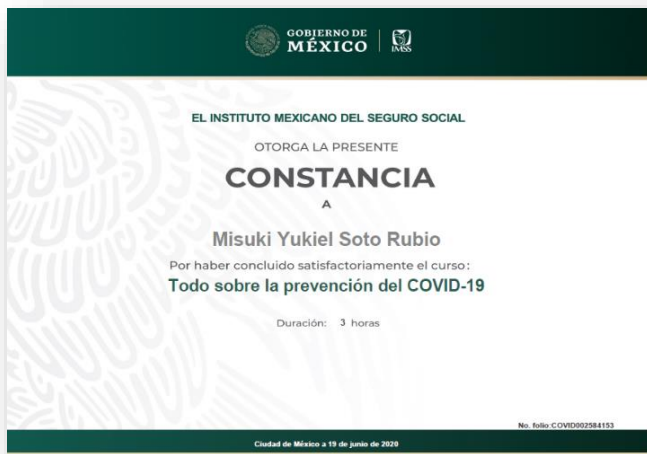 GOBIERNO DE
MÉXICO
IMSS
EL INSTITUTO MEXICANO DEL SEGURO SOCIAL
OTORGA LA PRESENTE
CONSTANCIA
A
Misuki Yukiel Soto Rubio
Por haber concluido satisfactoriamente el curso:
Todo sobre la prevención del COVID-19
Duración: 3 horas
No. folio:COVID002584153
Ciudad de México a 19 de junio de 2020